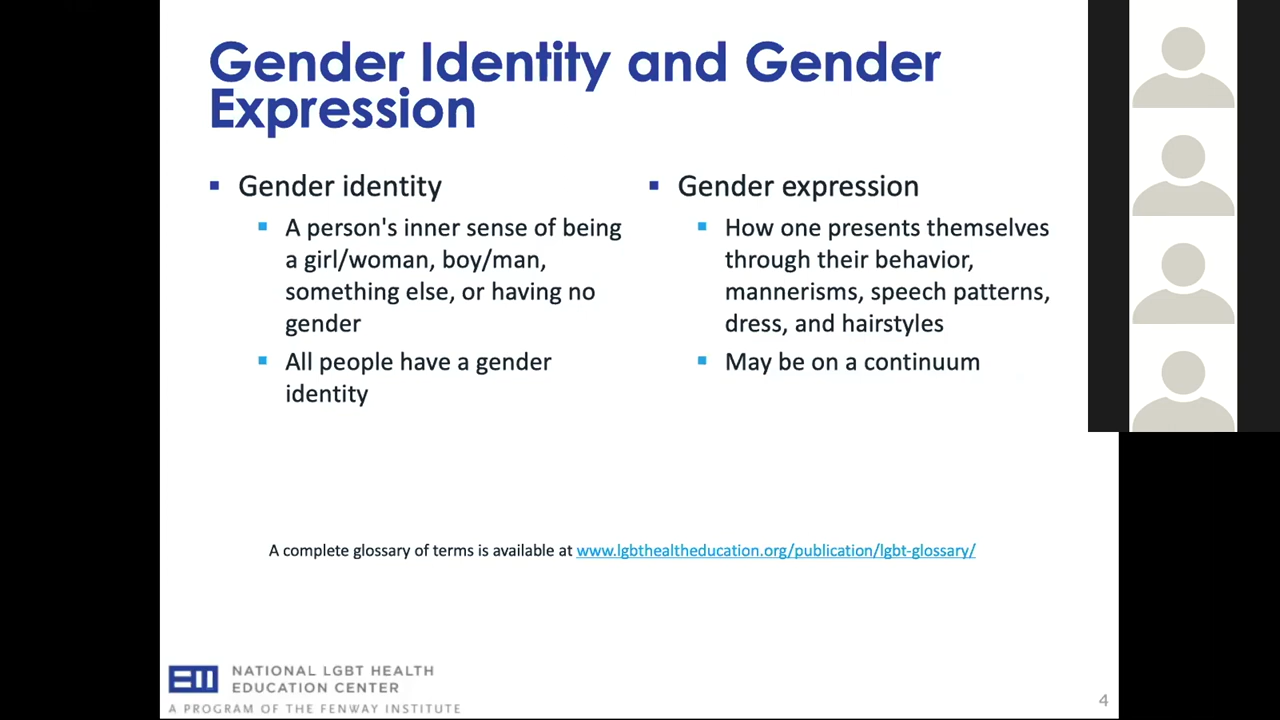 Gender Identity and Gender
Expression
Gender identity
A person's inner sense of being
a girl/woman, boy/man,
something else, or having no
gender
All people have a gender
identity
Gender expression
How one presents themselves
through their behavior,
mannerisms, speech patterns,
dress, and hairstyles
May be on a continuum
A complete glossary of terms is available at www.lgbthealtheducation.org/publication/lgbt-glossary/
NATIONAL LGBT HEALTH
EDUCATION CENTER
A PROGRAM OF THE FENWAY INSTITUTE
4